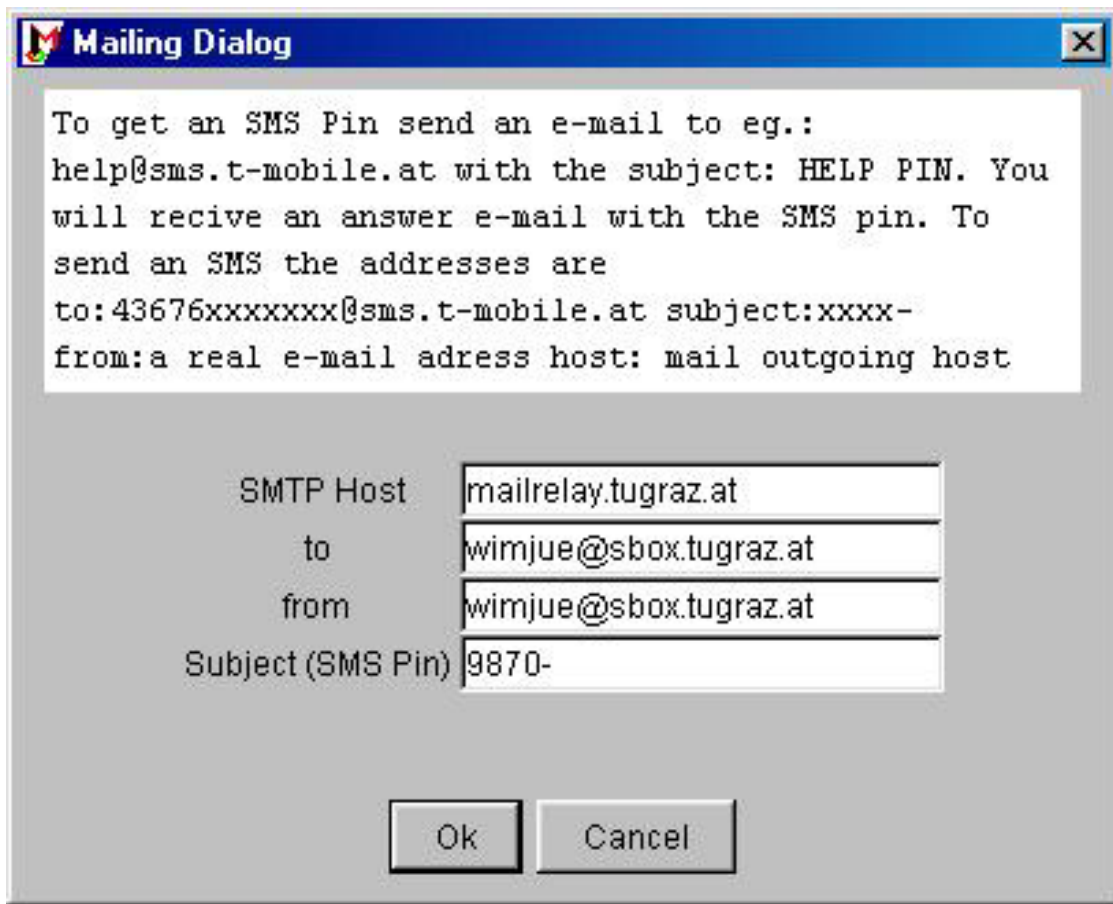 Mailing Dialog
To get an SMS Pin send an e-mail to eg.:
help@sms.t-mobile.at with the subject: HELP PIN. You
will recive an answer e-mail with the SMS pin. To
send an SMS the addresses are
to:43676xxxxxxx@sms.t-mobile.at subject:xxxx-
from:a real e-mail adress host: mail outgoing host
SMTP Host mailrelay.tugraz.at
to wimjue@sbox.tugraz.at
from wimjue@sbox.tugraz.at
Subject (SMS Pin) 9870-
Ok Cancel